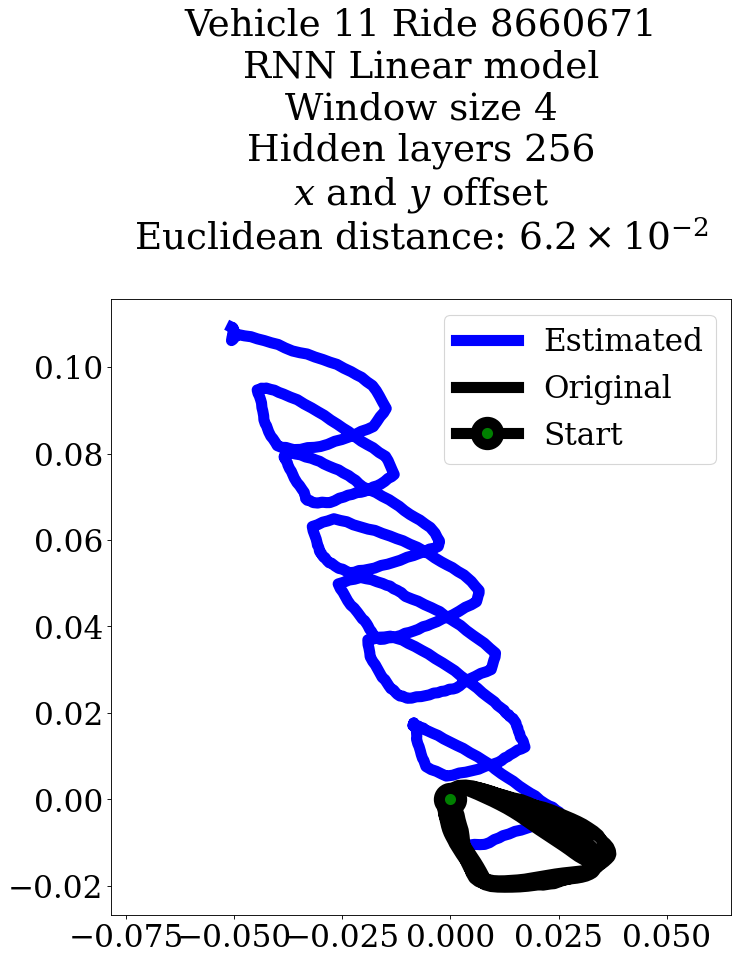 Vehicle 11 Ride 8660671
RNN Linear model
Window size 4
Hidden layers 256
x and y offset
Euclidean distance: 6.2 × 10⁻²
Estimated
Original
Start
0.10
0.08
0.06
0.04
0.02
0.00
−0.02
−0.075 −0.050 −0.025 0.000 0.025 0.050